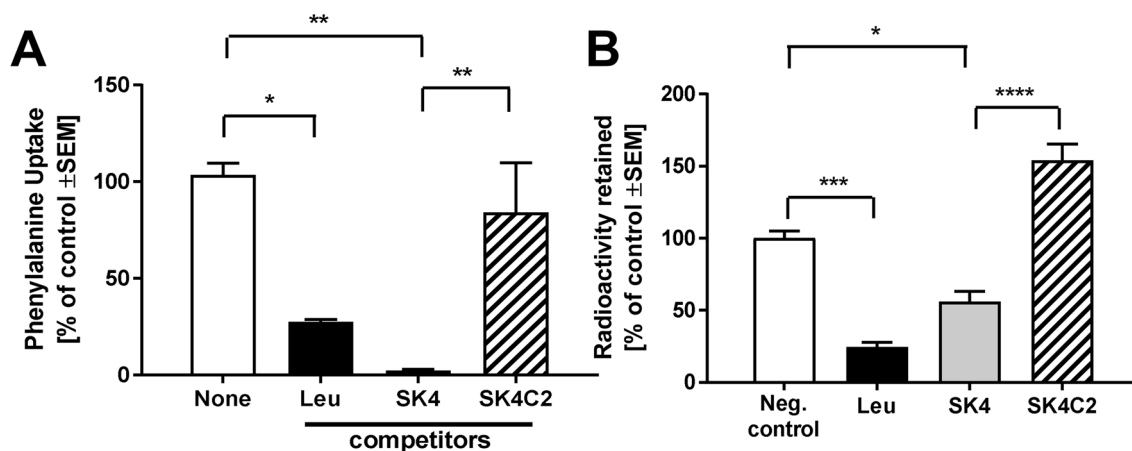 A
Phenylalanine Uptake
[% of control ±SEM]
150
100
50
0
**
*
**
None
Leu
SK4
SK4C2
competitors
B
Radioactivity retained
[% of control ±SEM]
200
150
100
50
0
*
***
****
Neg.
control
Leu
SK4
SK4C2